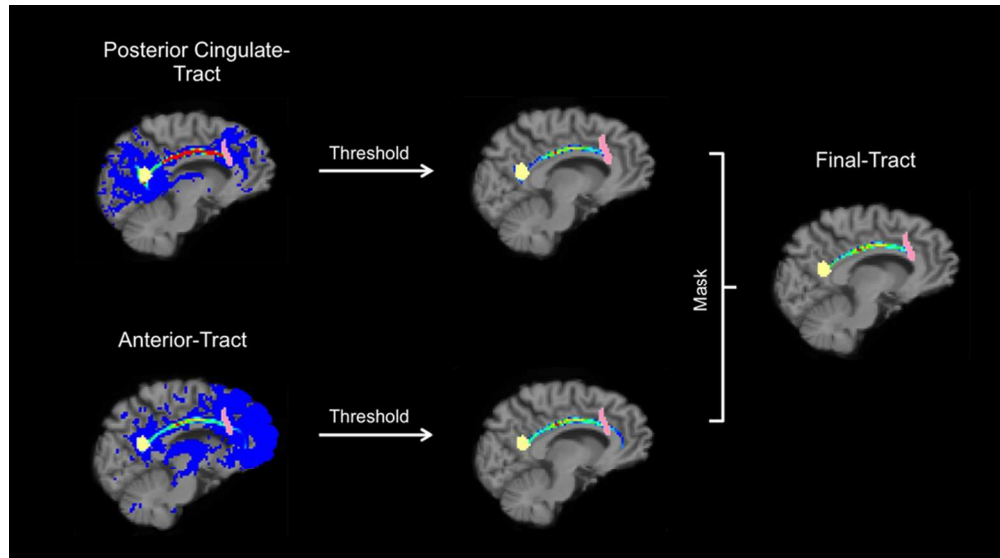 Posterior Cingulate-
Tract
Threshold
Final-Tract
Mask
Anterior-Tract
Threshold